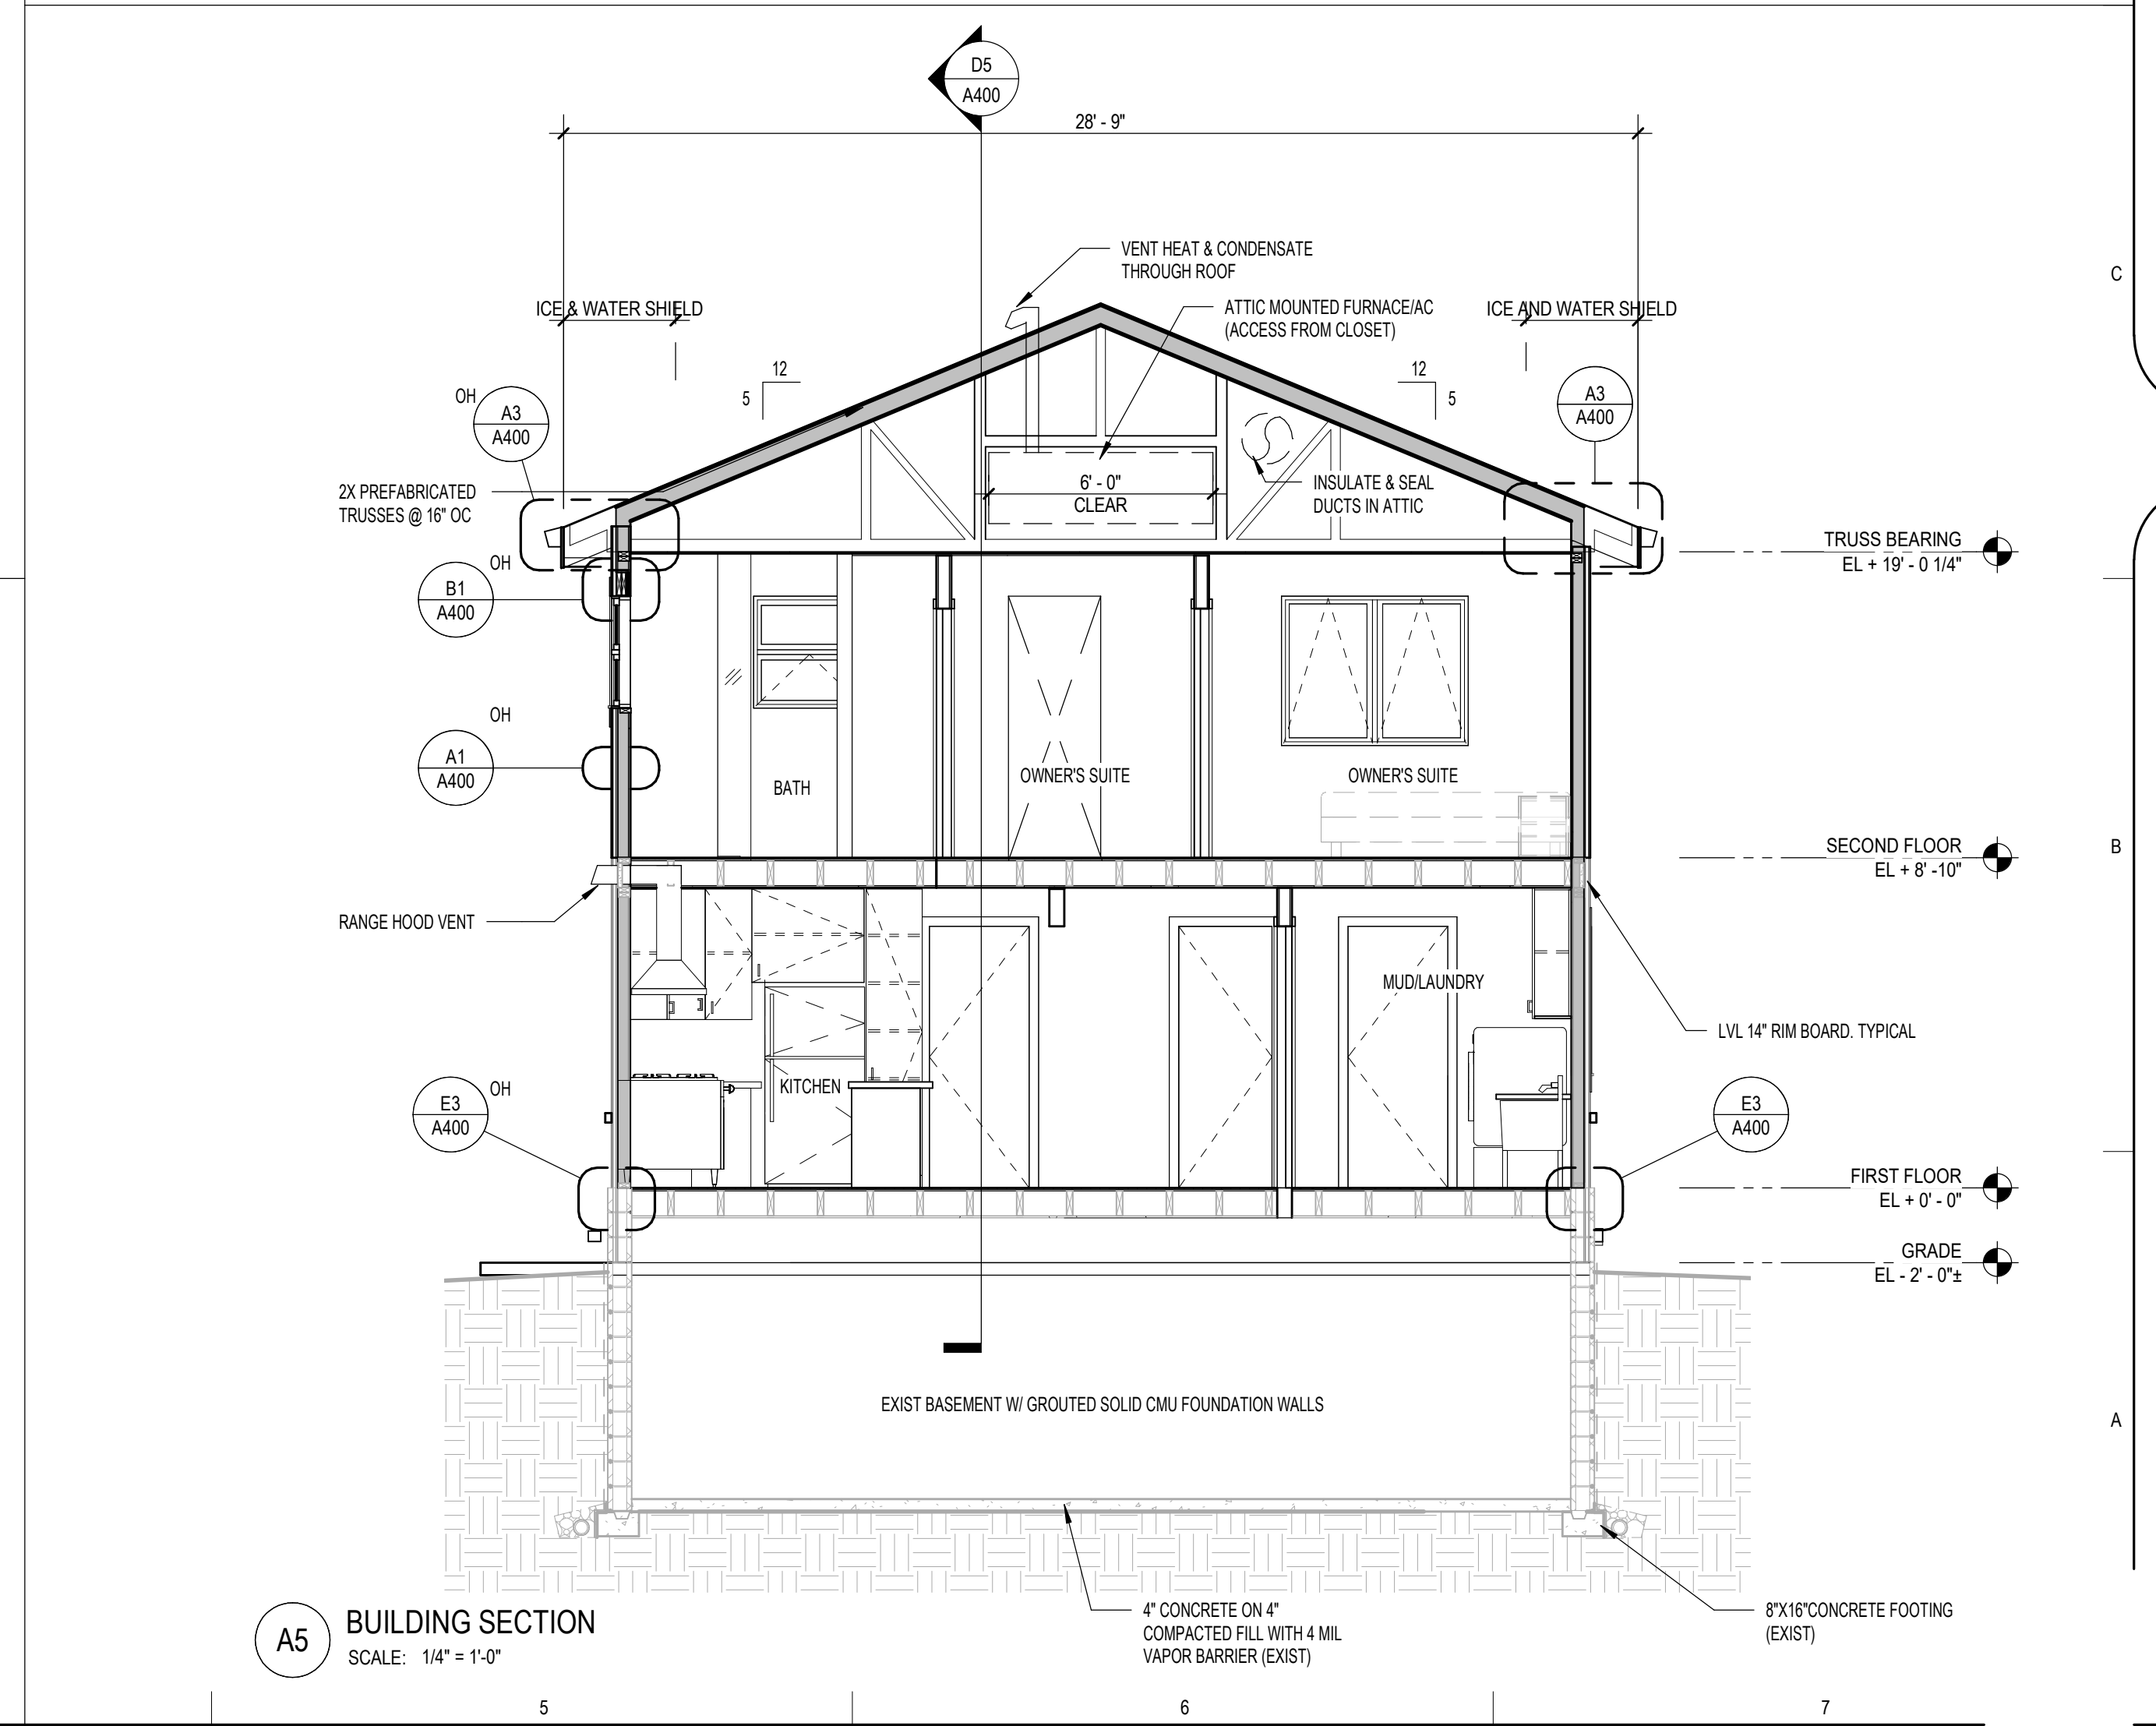 D5
A400
28' - 9"
VENT HEAT & CONDENSATE
THROUGH ROOF
C
ICE & WATER SHIELD
ATTIC MOUNTED FURNACE/AC
(ACCESS FROM CLOSET)
ICE AND WATER SHIELD
12
5
12
5
OH
A3
A400
A3
A400
2X PREFABRICATED
TRUSSES @ 16" OC
6' - 0"
CLEAR
INSULATE & SEAL
DUCTS IN ATTIC
TRUSS BEARING
EL + 19' - 0 1/4"
OH
B1
A400
OH
A1
A400
BATH
OWNER'S SUITE
OWNER'S SUITE
SECOND FLOOR
EL + 8' -10"
B
RANGE HOOD VENT
MUD/LAUNDRY
LVL 14" RIM BOARD. TYPICAL
KITCHEN
OH
E3
A400
E3
A400
FIRST FLOOR
EL + 0' - 0"
GRADE
EL - 2' - 0"±
EXIST BASEMENT W/ GROUTED SOLID CMU FOUNDATION WALLS
A
4" CONCRETE ON 4"
COMPACTED FILL WITH 4 MIL
VAPOR BARRIER (EXIST)
8"X16"CONCRETE FOOTING
(EXIST)
A5
BUILDING SECTION
SCALE: 1/4" = 1'-0"
5
6
7